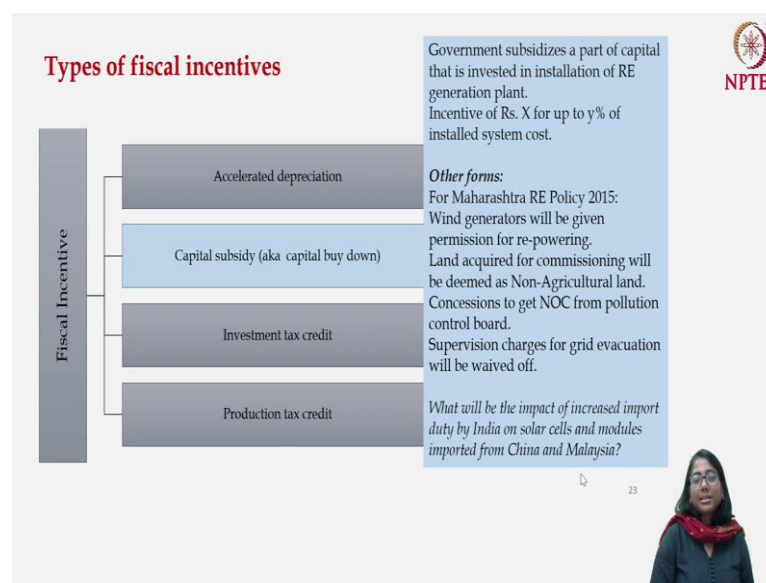 Types of fiscal incentives
NPTE
Fiscal Incentive
Accelerated depreciation
Capital subsidy (aka capital buy down)
Investment tax credit
Production tax credit
Government subsidizes a part of capital
that is invested in installation of RE
generation plant.
Incentive of Rs. X for up to y% of
installed system cost.
Other forms:
For Maharashtra RE Policy 2015:
Wind generators will be given
permission for re-powering.
Land acquired for commissioning will
be deemed as Non-Agricultural land.
Concessions to get NOC from pollution
control board.
Supervision charges for grid evacuation
will be waived off.
What will be the impact of increased import
duty by India on solar cells and modules
imported from China and Malaysia?
23